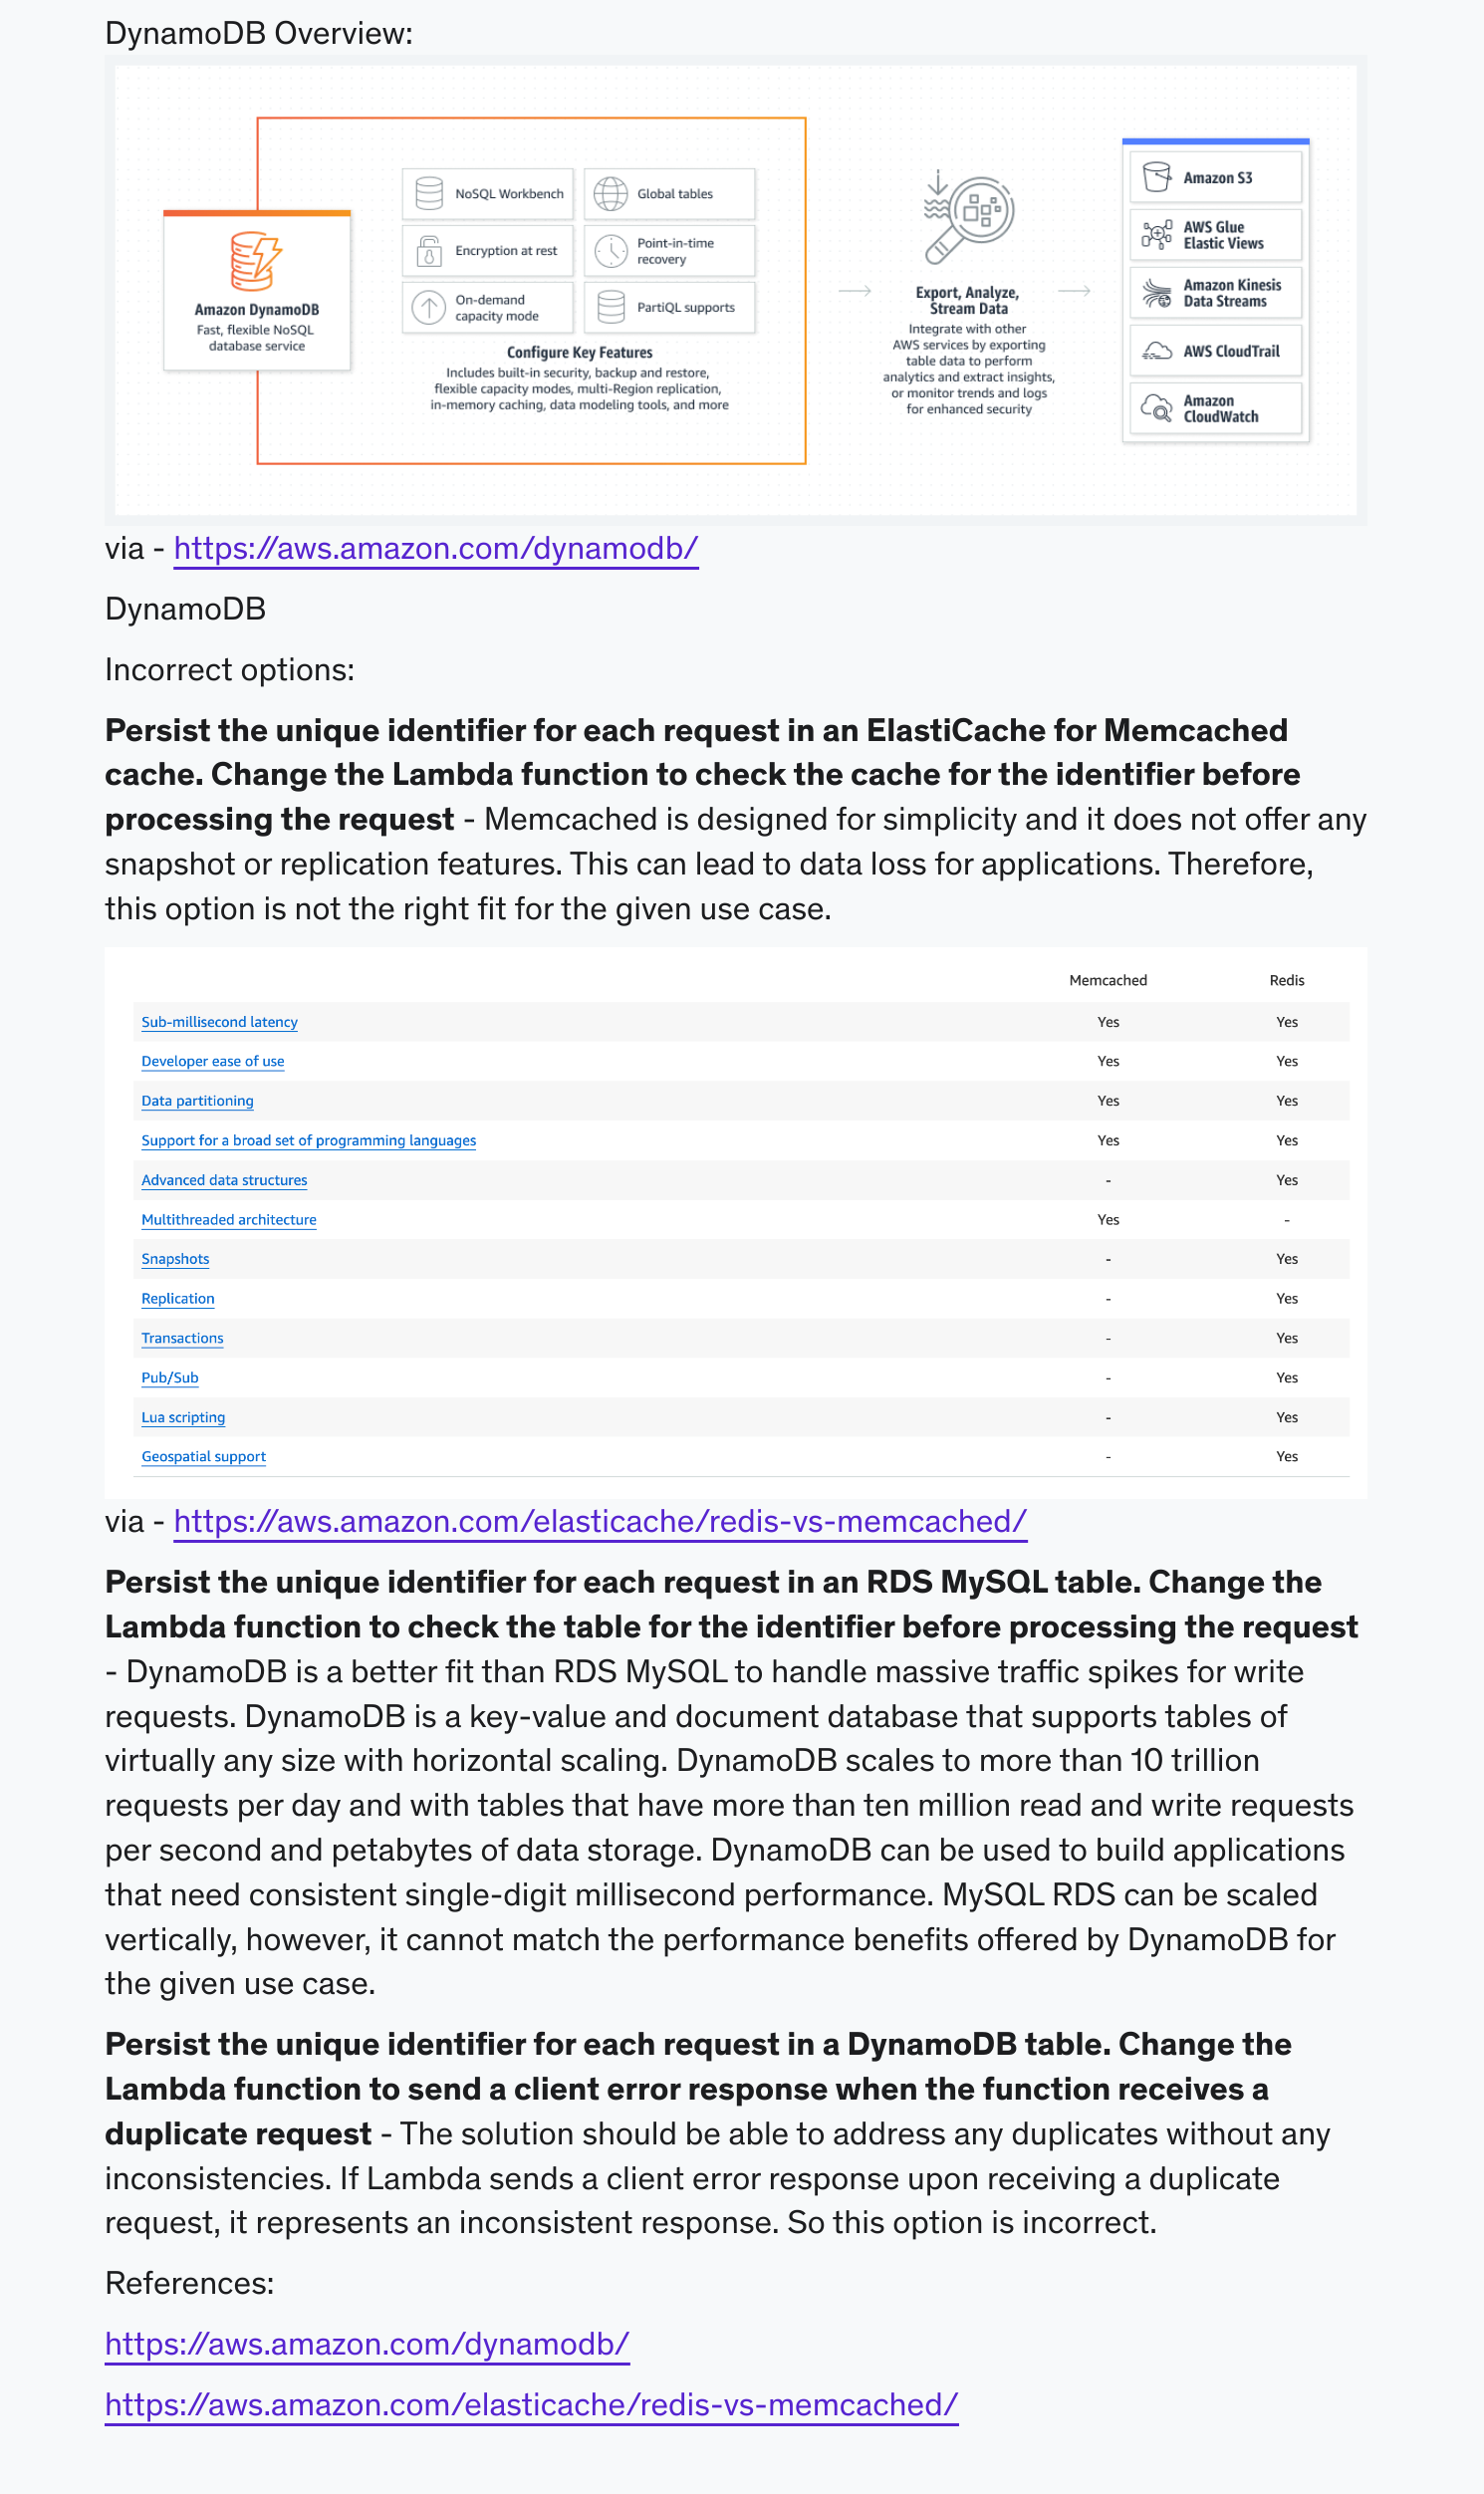 DynamoDB Overview:
Amazon DynamoDB
Fast, flexible NoSQL
database service
NoSQL Workbench
Global tables
Encryption at rest
Point-in-time
recovery
On-demand
capacity mode
PartiQL supports
Configure Key Features
Includes built-in security, backup and restore,
flexible capacity modes, multi-Region replication,
in-memory caching, data modeling tools, and more
Export, Analyze,
Stream Data
Integrate with other
AWS services by exporting
table data to perform
analytics and extract insights,
or monitor trends and logs
for enhanced security
Amazon S3
AWS Glue
Elastic Views
Amazon Kinesis
Data Streams
AWS CloudTrail
Amazon
CloudWatch
via - https://aws.amazon.com/dynamodb/
DynamoDB
Incorrect options:
Persist the unique identifier for each request in an ElastiCache for Memcached
cache. Change the Lambda function to check the cache for the identifier before
processing the request - Memcached is designed for simplicity and it does not offer any
snapshot or replication features. This can lead to data loss for applications. Therefore,
this option is not the right fit for the given use case.
Memcached Redis
Sub-millisecond latency Yes Yes
Developer ease of use Yes Yes
Data partitioning Yes Yes
Support for a broad set of programming languages Yes Yes
Advanced data structures - Yes
Multithreaded architecture Yes -
Snapshots - Yes
Replication - Yes
Transactions - Yes
Pub/Sub - Yes
Lua scripting - Yes
Geospatial support - Yes
via - https://aws.amazon.com/elasticache/redis-vs-memcached/
Persist the unique identifier for each request in an RDS MySQL table. Change the
Lambda function to check the table for the identifier before processing the request
- DynamoDB is a better fit than RDS MySQL to handle massive traffic spikes for write
requests. DynamoDB is a key-value and document database that supports tables of
virtually any size with horizontal scaling. DynamoDB scales to more than 10 trillion
requests per day and with tables that have more than ten million read and write requests
per second and petabytes of data storage. DynamoDB can be used to build applications
that need consistent single-digit millisecond performance. MySQL RDS can be scaled
vertically, however, it cannot match the performance benefits offered by DynamoDB for
the given use case.
Persist the unique identifier for each request in a DynamoDB table. Change the
Lambda function to send a client error response when the function receives a
duplicate request - The solution should be able to address any duplicates without any
inconsistencies. If Lambda sends a client error response upon receiving a duplicate
request, it represents an inconsistent response. So this option is incorrect.
References:
https://aws.amazon.com/dynamodb/
https://aws.amazon.com/elasticache/redis-vs-memcached/